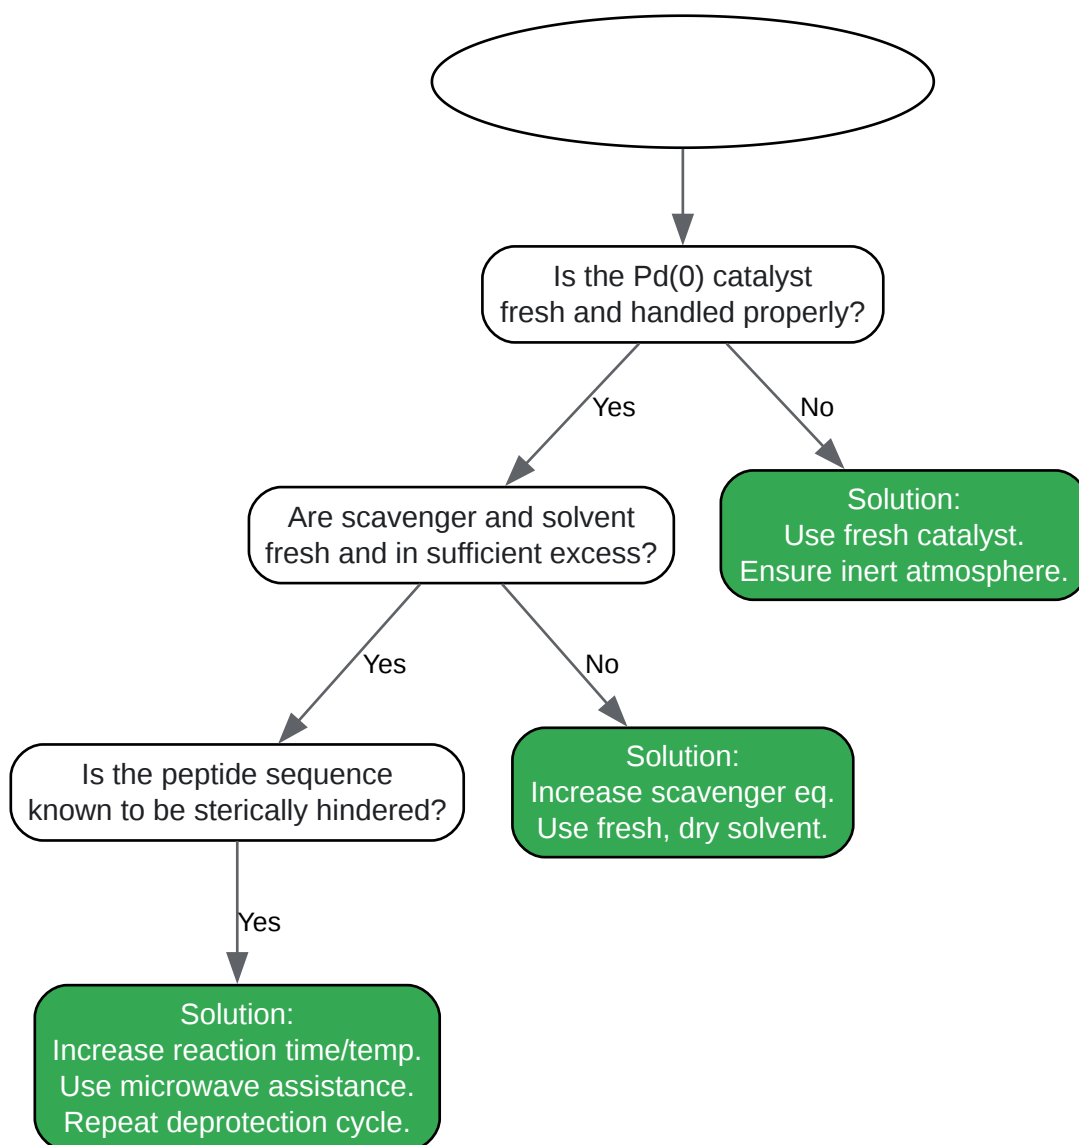 Is the Pd(0) catalyst
fresh and handled properly?
Yes
No
Are scavenger and solvent
fresh and in sufficient excess?
Solution:
Use fresh catalyst.
Ensure inert atmosphere.
Yes
No
Is the peptide sequence
known to be sterically hindered?
Solution:
Increase scavenger eq.
Use fresh, dry solvent.
Yes
Solution:
Increase reaction time/temp.
Use microwave assistance.
Repeat deprotection cycle.